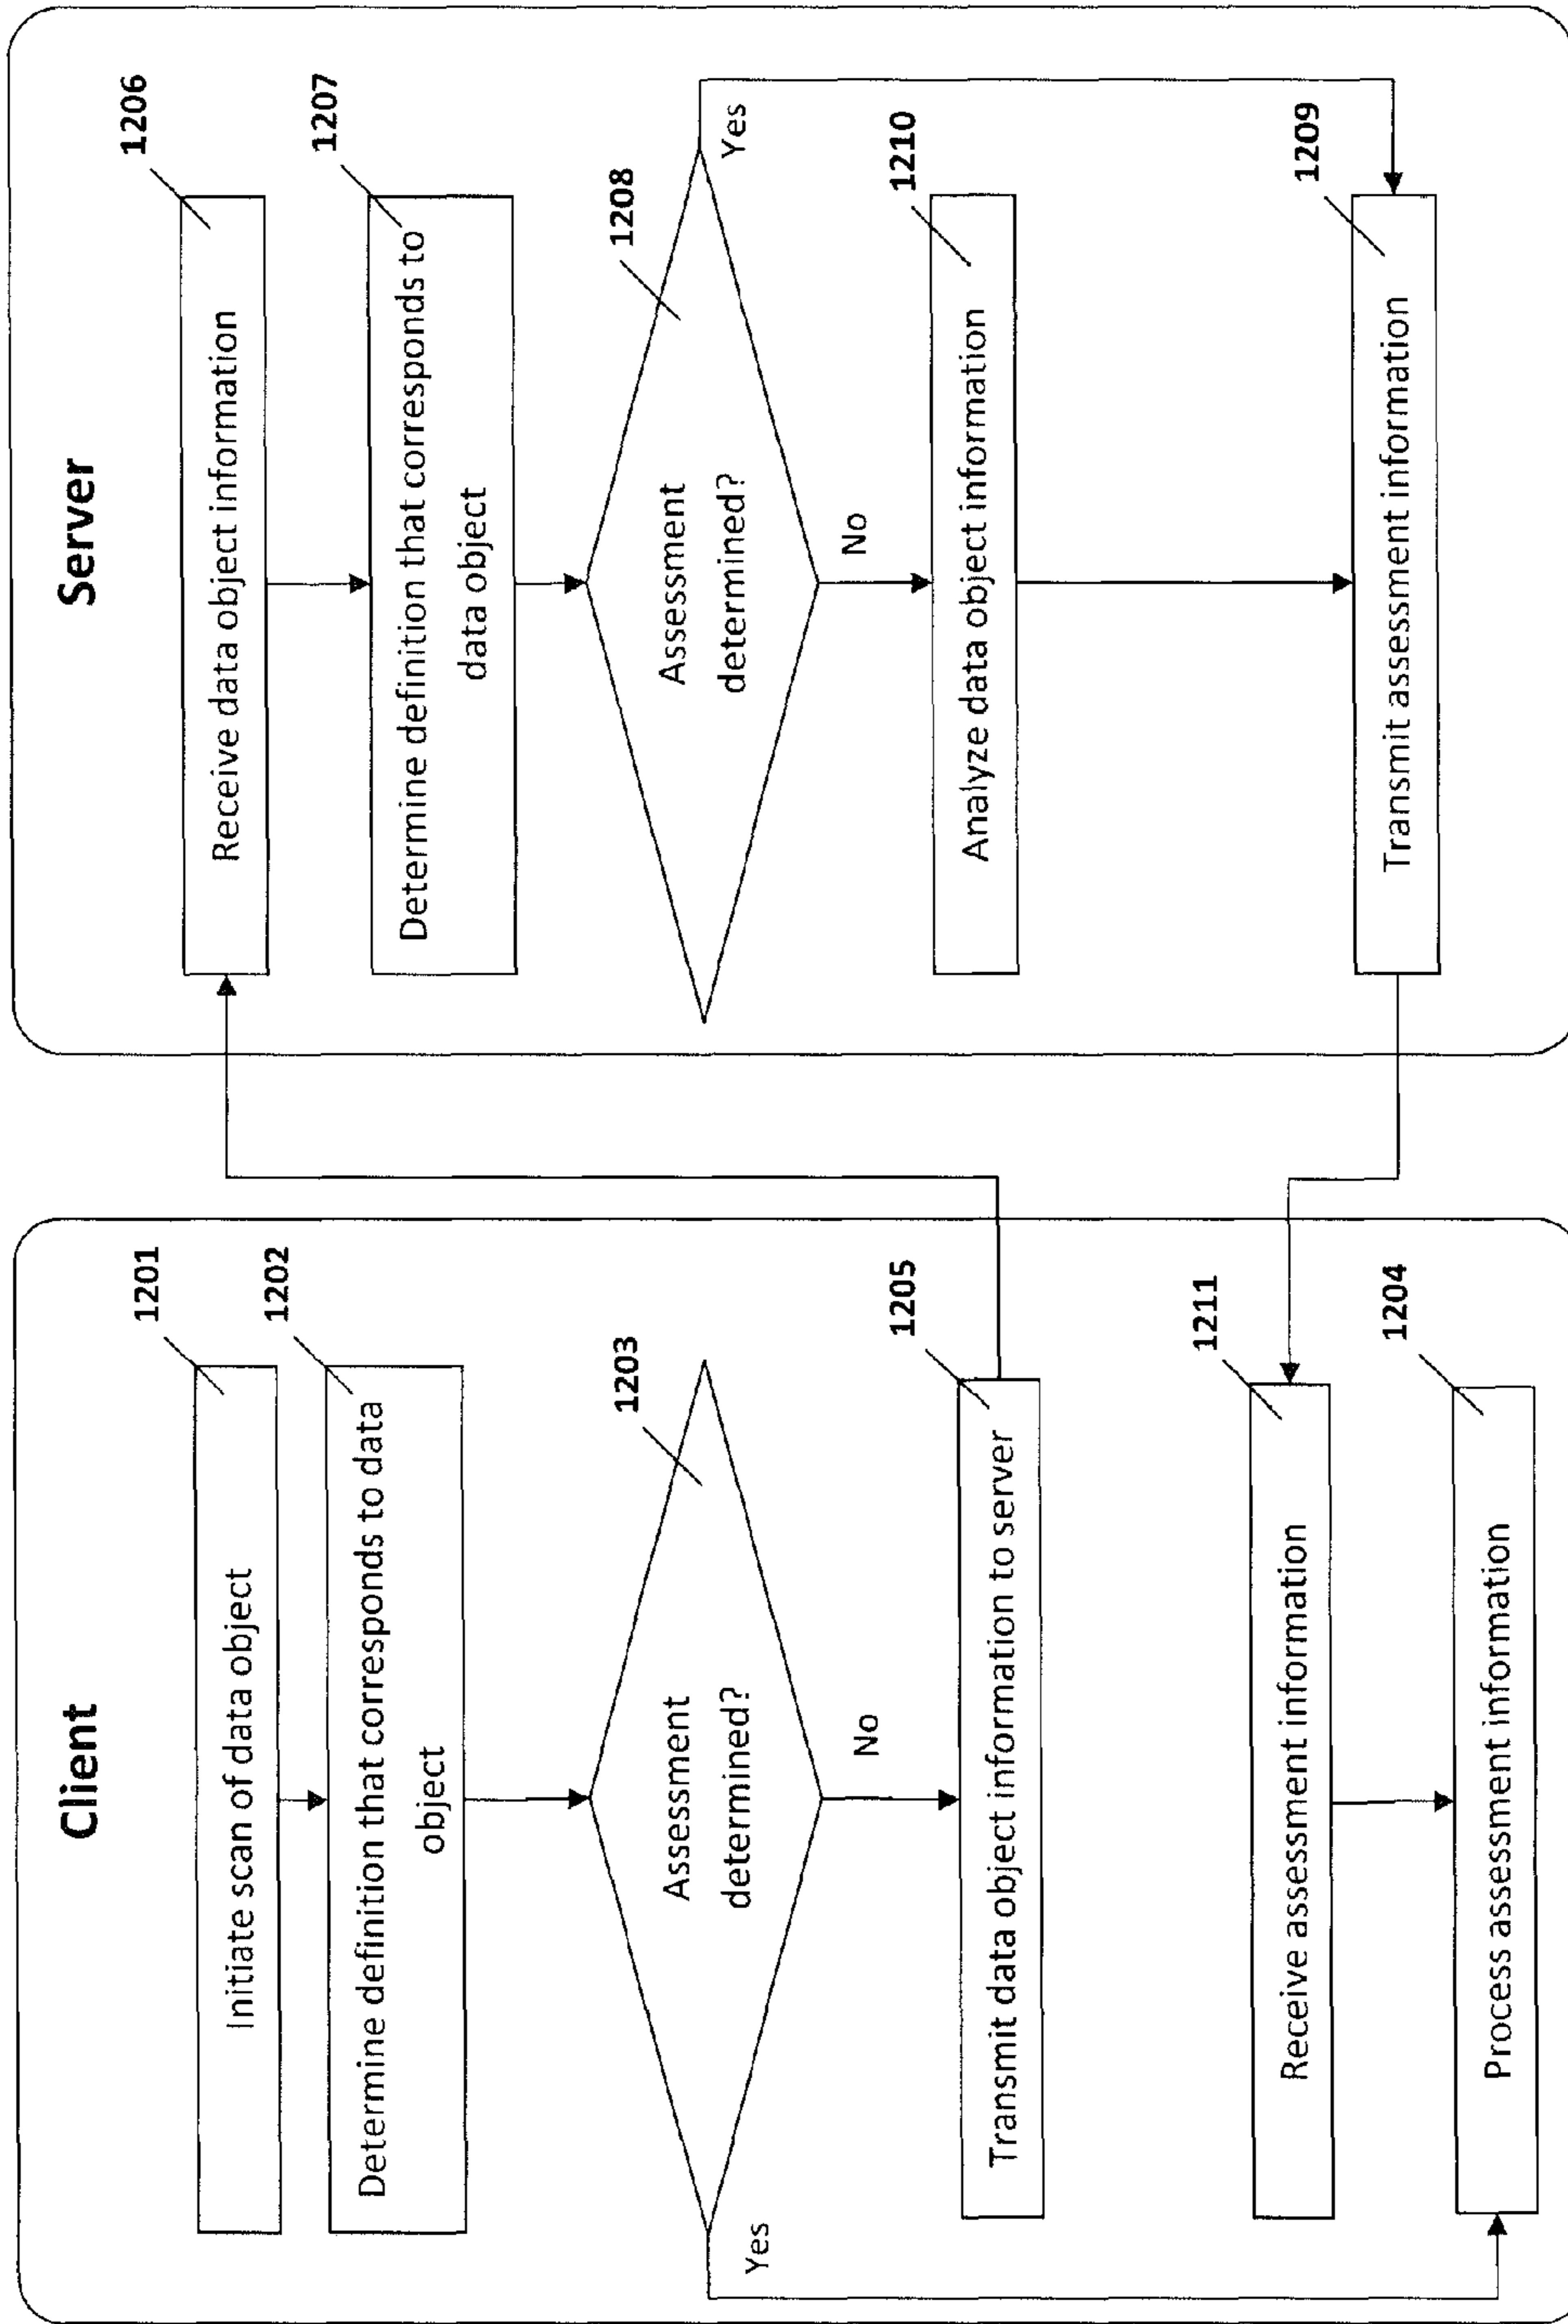 Client
1201
Initiate scan of data object
1202
Determine definition that corresponds to data
object
1203
Assessment
determined?
Yes
No
1205
Transmit data object information to server
1211
Receive assessment information
1204
Process assessment information
Server
1206
Receive data object information
1207
Determine definition that corresponds to
data object
1208
Assessment
determined?
Yes
No
1210
Analyze data object information
1209
Transmit assessment information